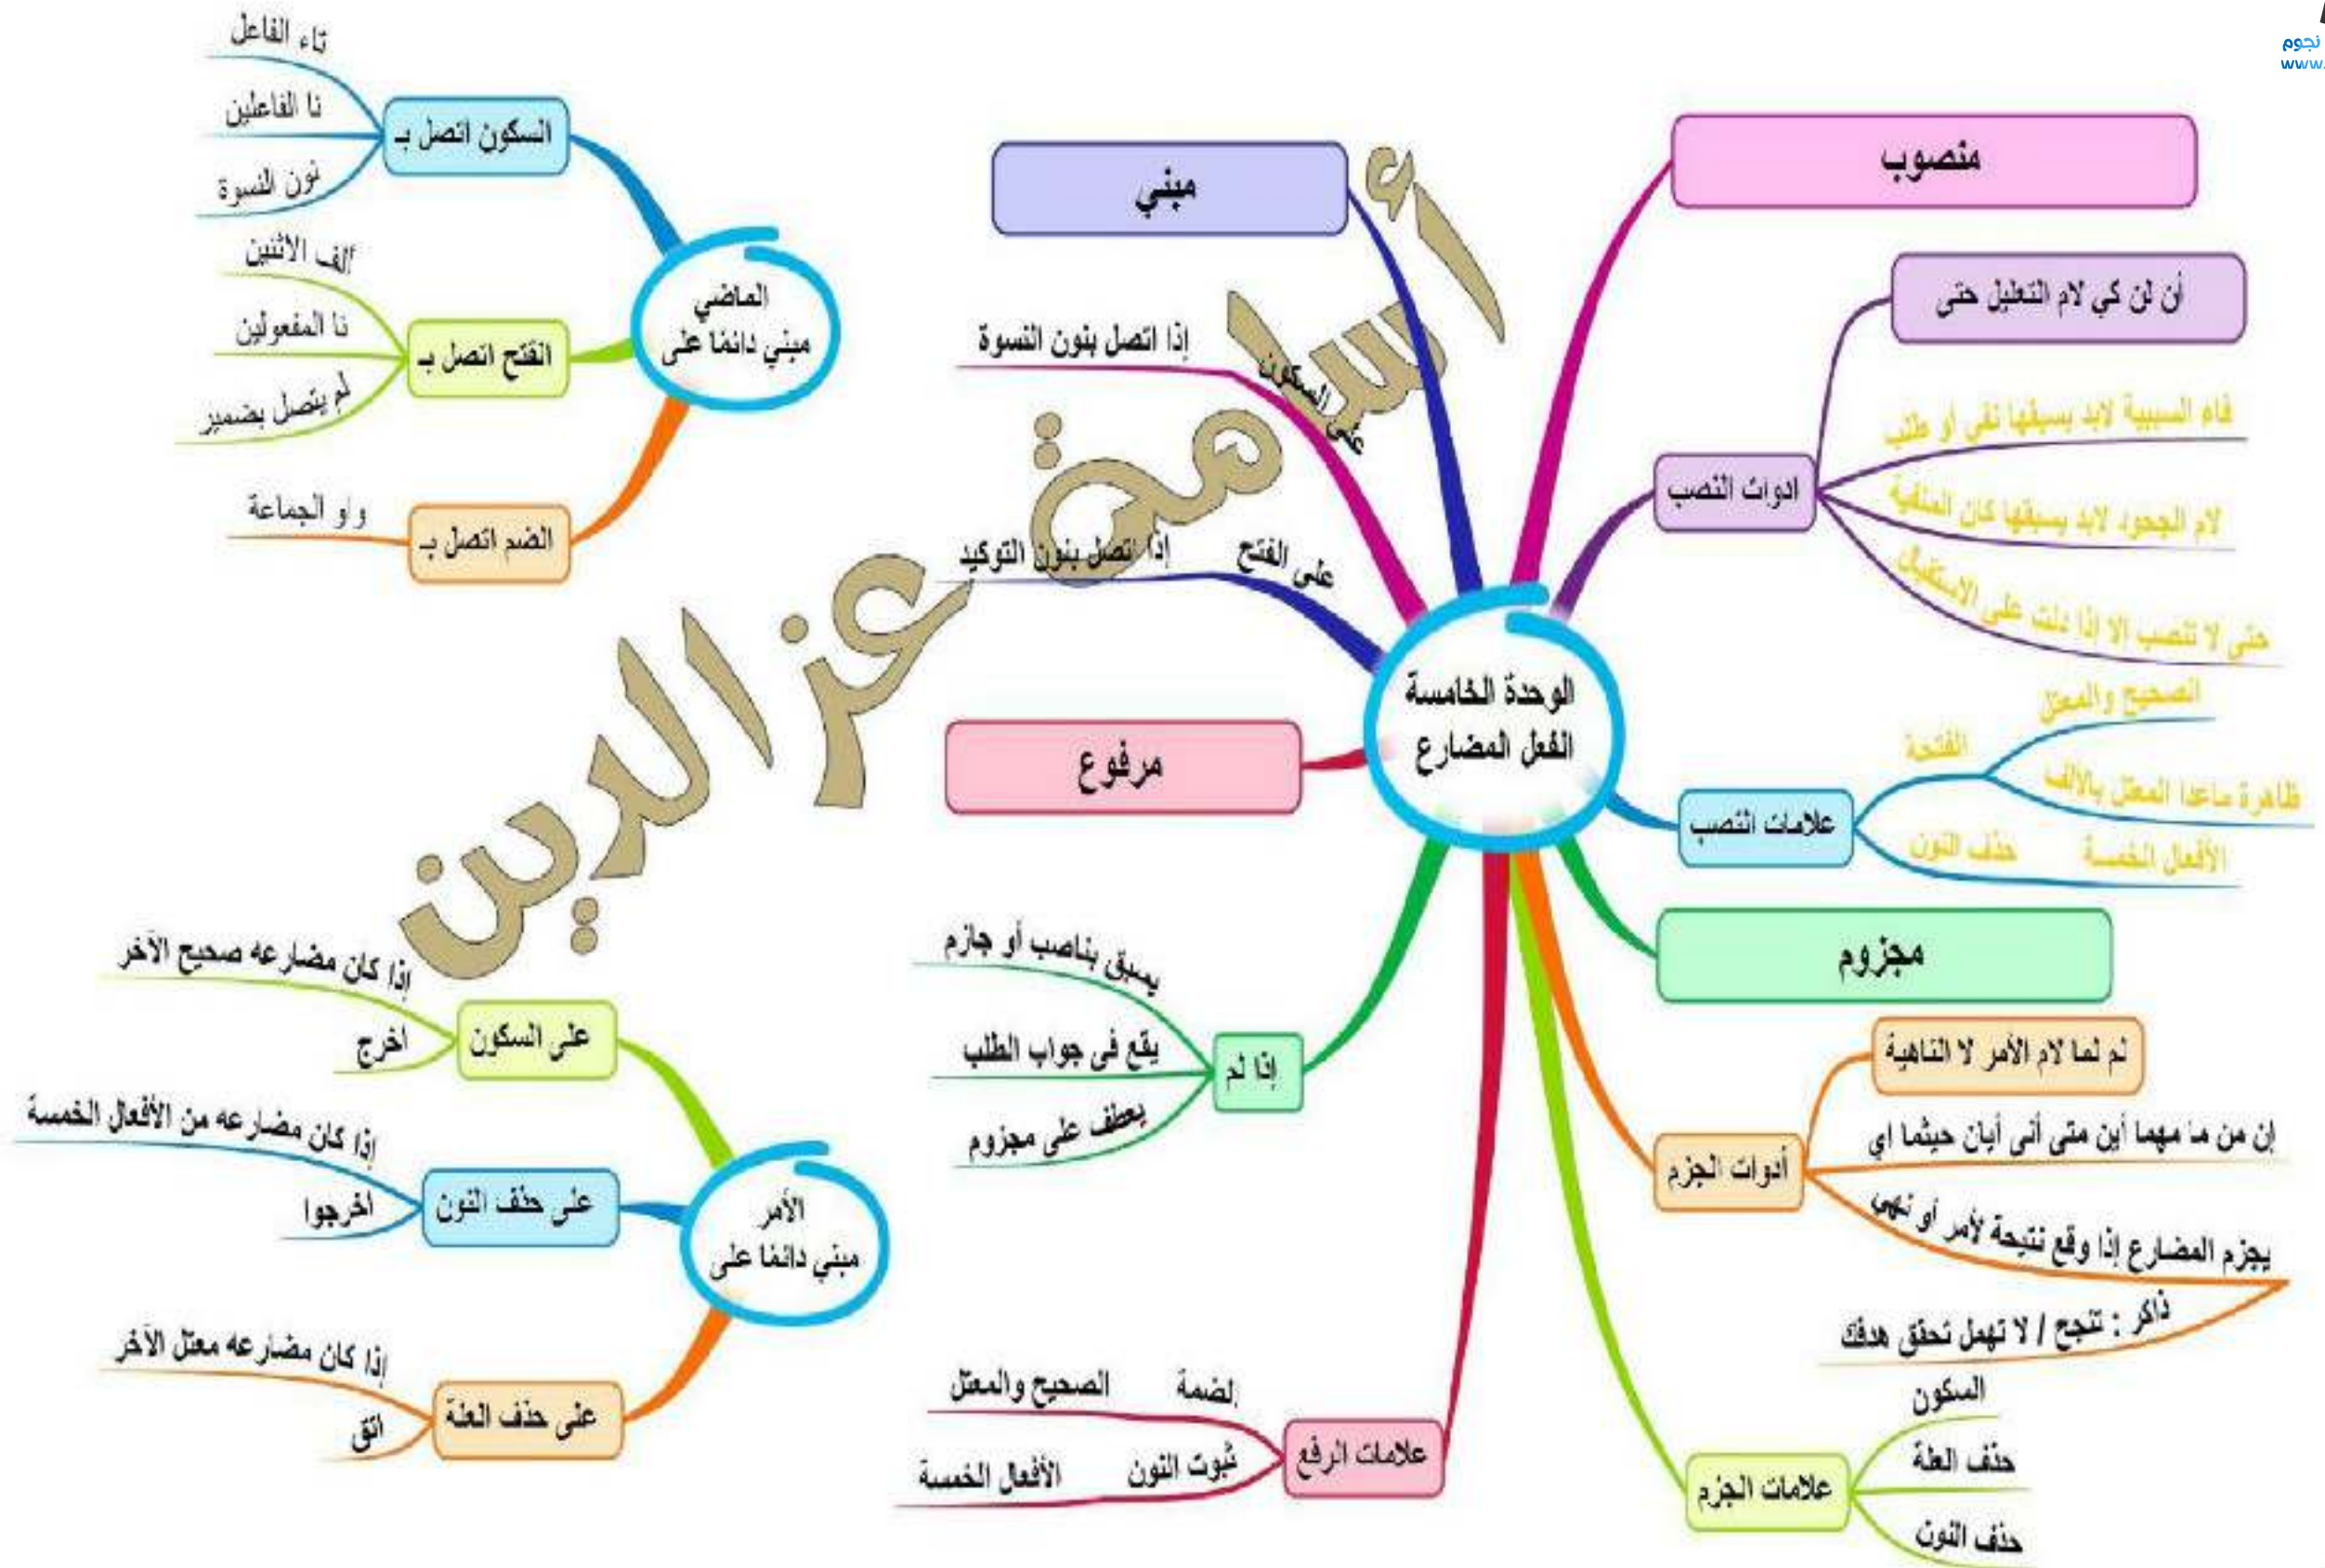 نجوم
www.
منصوب
أن لن كي لام التعليل حتى
ادوات النصب
فاء السببية لابد يسبقها نفي أو طلب
لام الجحود لابد يسبقها كان المنفية
حتى لا تنصب الا إذا دلت على الاستقبال
علامات النصب
الفتحة
الصحيح والمعتل
ظاهرة ماعدا المعتل بالالف
حذف النون الأفعال الخمسة
مجزوم
لم لما لام الأمر لا الناهية
أدوات الجزم
إن من ما مهما أين متى أنى أيان حيثما اي
يجزم المضارع إذا وقع نتيجة لأمر أو نهي
ذاكر : تنجح / لا تهمل تحقق هدفك
علامات الجزم
السكون
حذف العلة
حذف النون
الوحدة الخامسة
الفعل المضارع
مبني
على السكون إذا اتصل بنون النسوة
على الفتح إذا اتصل بنون التوكيد
مرفوع
إذا لم
يسبق بناصب أو جازم
يقع فى جواب الطلب
يعطف على مجزوم
علامات الرفع
لضمة الصحيح والمعتل
ثبوت النون الأفعال الخمسة
أسامة عزالدين
الماضي
مبني دائمًا على
السكون اتصل بـ
تاء الفاعل
نا الفاعلين
نون النسوة
الفتح اتصل بـ
ألف الاثنين
نا المفعولين
لم يتصل بضمير
الضم اتصل بـ
واو الجماعة
الأمر
مبني دائمًا على
على السكون
إذا كان مضارعه صحيح الآخر
اخرج
على حذف النون
إذا كان مضارعه من الأفعال الخمسة
اخرجوا
على حذف العلة
إذا كان مضارعه معتل الآخر
اتق